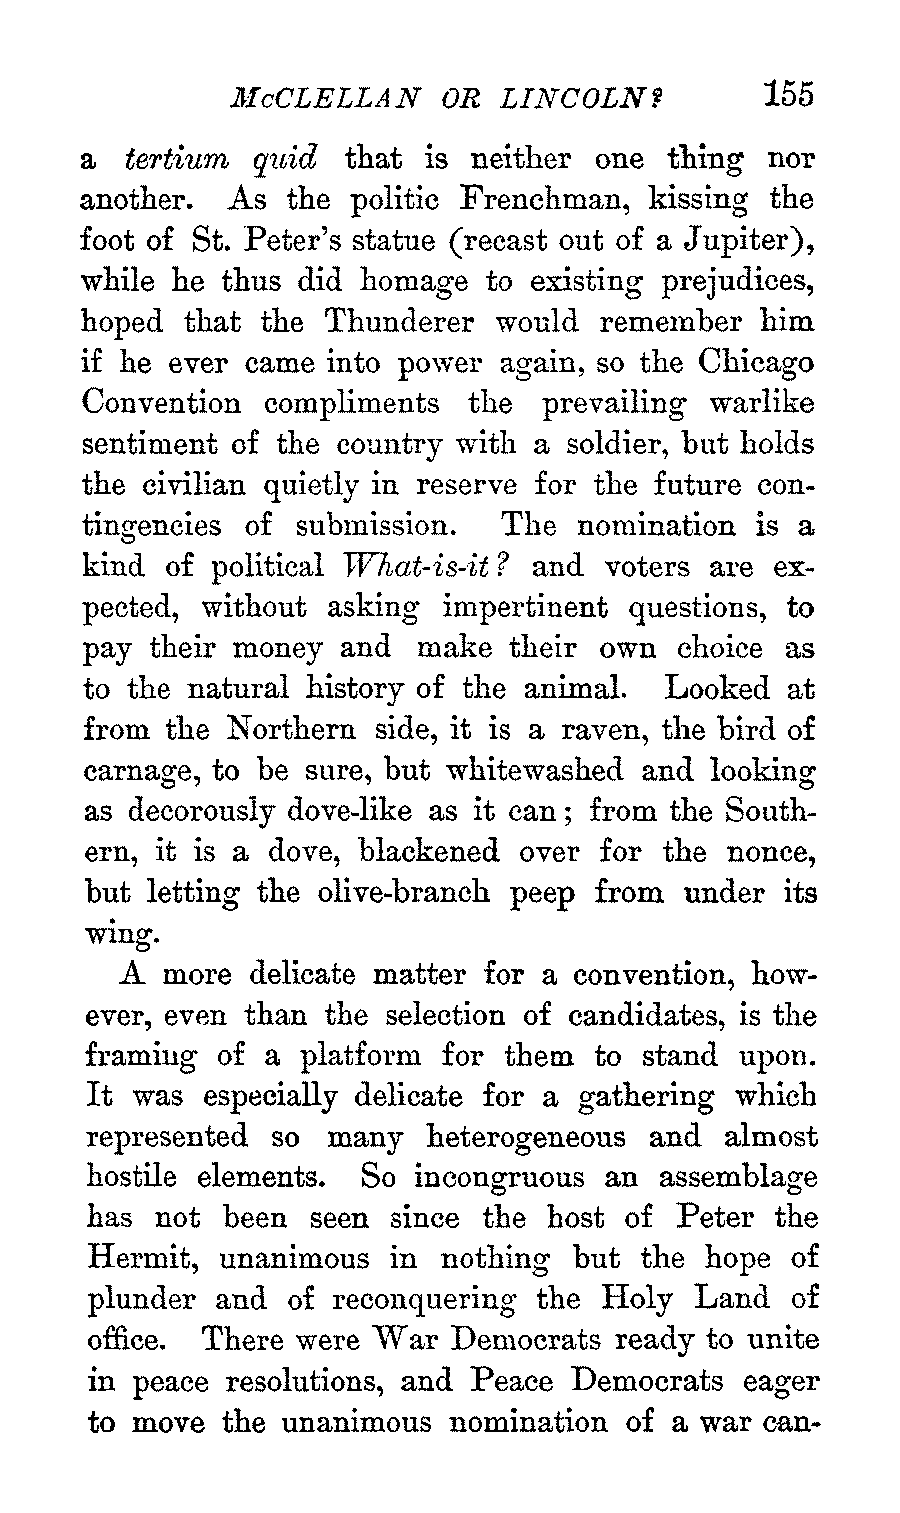 McCLELLAN OR LINCOLN? 155
a tertium quid that is neither one thing nor
another. As the politic Frenchman, kissing the
foot of St. Peter's statue (recast out of a Jupiter),
while he thus did homage to existing prejudices,
hoped that the Thunderer would remember him
if he ever came into power again, so the Chicago
Convention compliments the prevailing warlike
sentiment of the country with a soldier, but holds
the civilian quietly in reserve for the future con-
tingencies of submission. The nomination is a
kind of political What-is-it? and voters are ex-
pected, without asking impertinent questions, to
pay their money and make their own choice as
to the natural history of the animal. Looked at
from the Northern side, it is a raven, the bird of
carnage, to be sure, but whitewashed and looking
as decorously dove-like as it can; from the South-
ern, it is a dove, blackened over for the nonce,
but letting the olive-branch peep from under its
wing.
A more delicate matter for a convention, how-
ever, even than the selection of candidates, is the
framing of a platform for them to stand upon.
It was especially delicate for a gathering which
represented so many heterogeneous and almost
hostile elements. So incongruous an assemblage
has not been seen since the host of Peter the
Hermit, unanimous in nothing but the hope of
plunder and of reconquering the Holy Land of
office. There were War Democrats ready to unite
in peace resolutions, and Peace Democrats eager
to move the unanimous nomination of a war can-